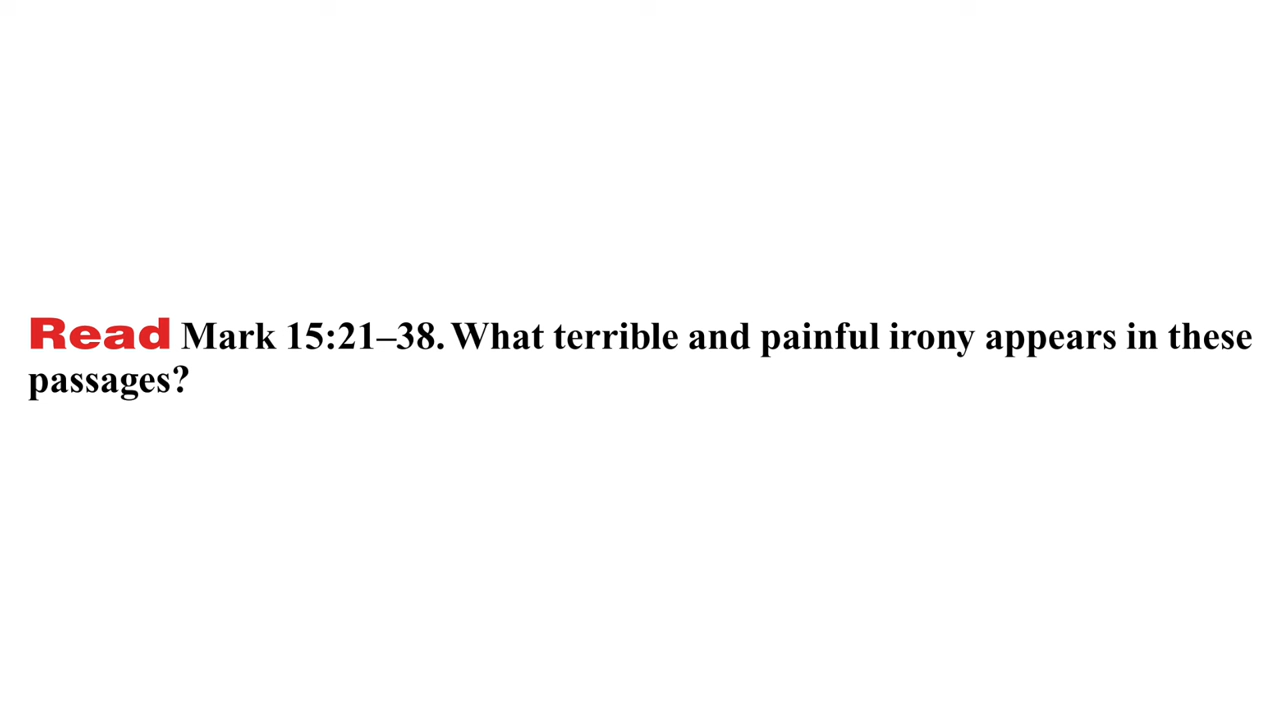 Read Mark 15:21–38. What terrible and painful irony appears in these
passages?